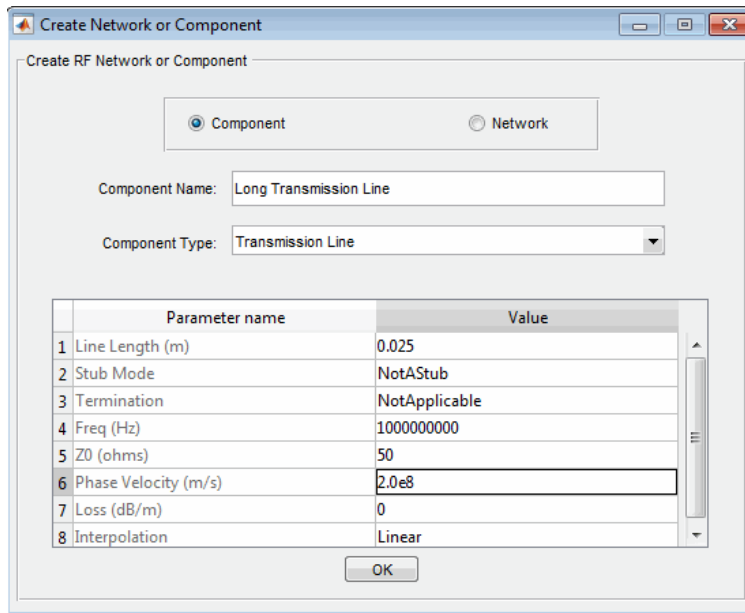 Create Network or Component
Create RF Network or Component
Component Network
Component Name: Long Transmission Line
Component Type: Transmission Line
Parameter name Value
1 Line Length (m) 0.025
2 Stub Mode NotAStub
3 Termination NotApplicable
4 Freq (Hz) 1000000000
5 Z0 (ohms) 50
6 Phase Velocity (m/s) 2.0e8
7 Loss (dB/m) 0
8 Interpolation Linear
OK